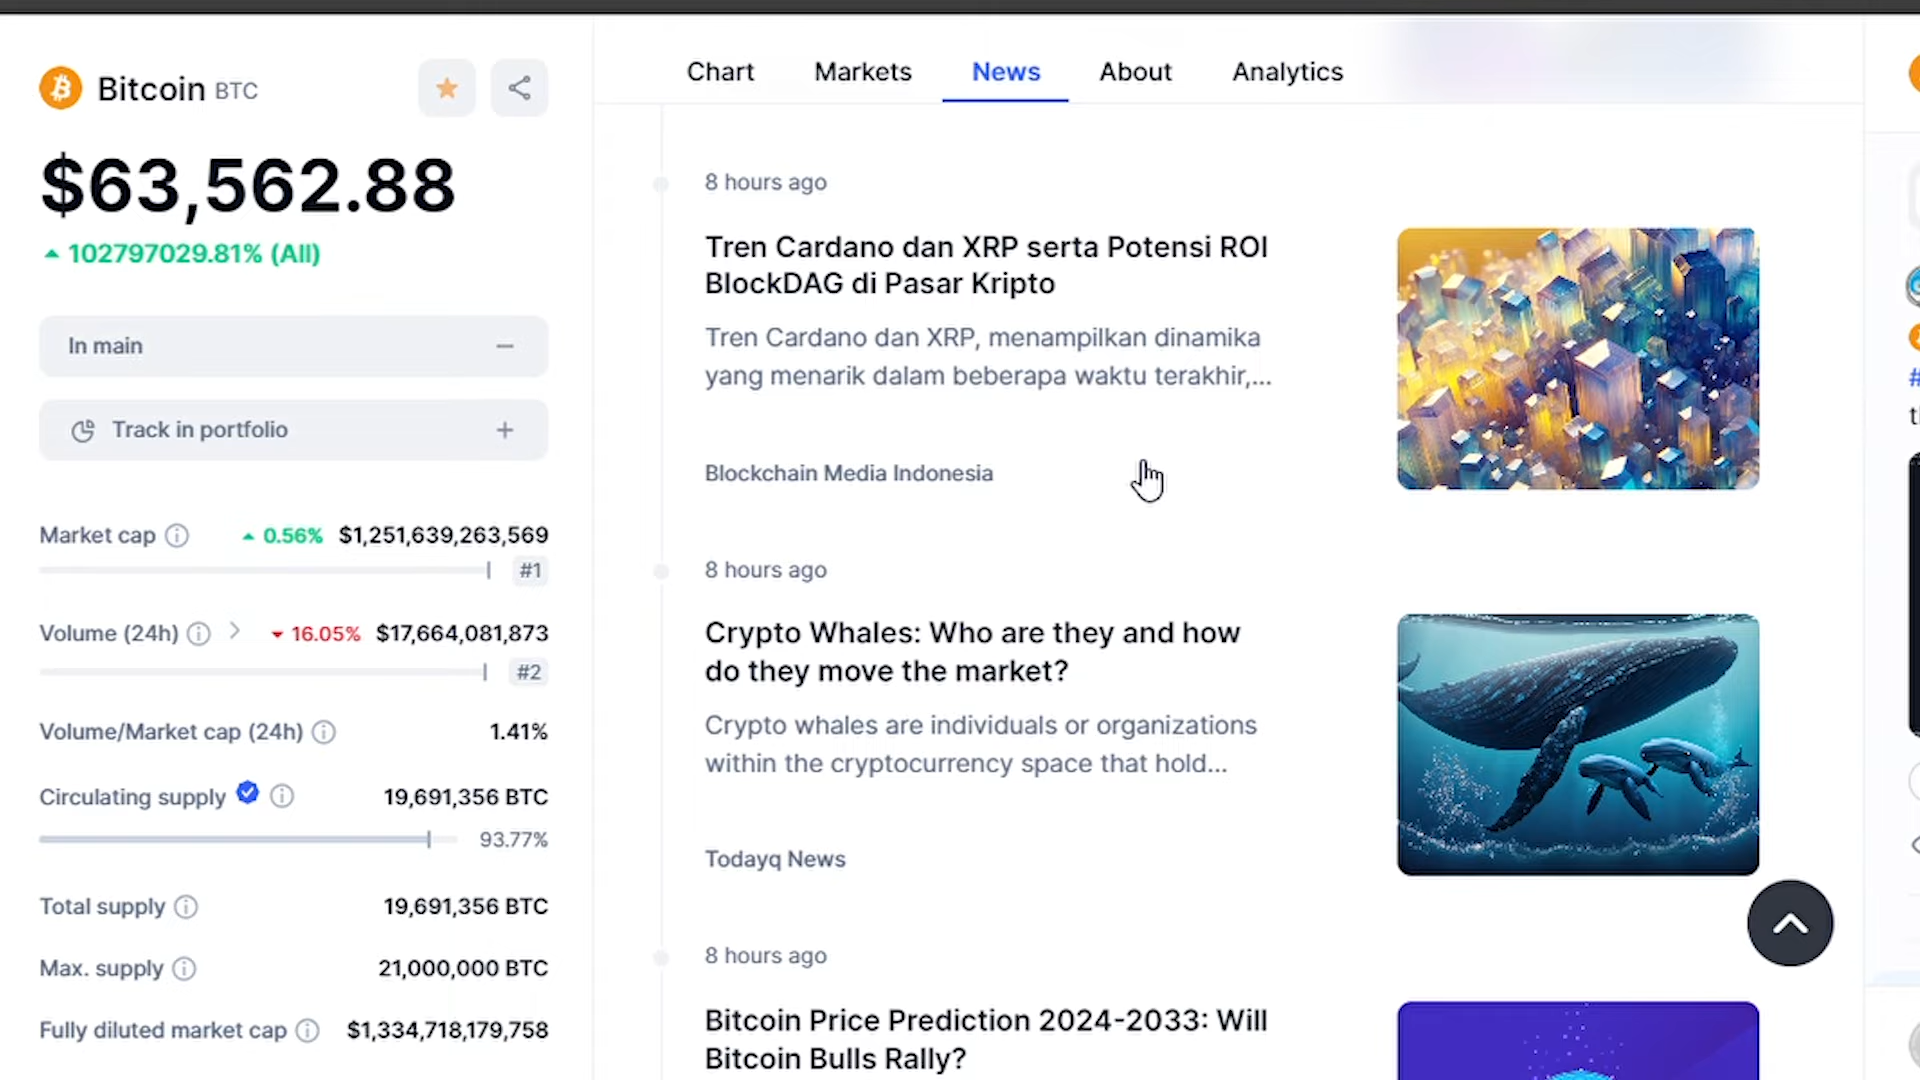 Bitcoin BTC
$63,562.88
102797029.81% (All)
In main
Track in portfolio
Market cap 0.56% $1,251,639,263,569
#1
Volume (24h) 16.05% $17,664,081,873
#2
Volume/Market cap (24h) 1.41%
Circulating supply 19,691,356 BTC
93.77%
Total supply 19,691,356 BTC
Max. supply 21,000,000 BTC
Fully diluted market cap $1,334,718,179,758
Chart Markets News About Analytics
8 hours ago
Tren Cardano dan XRP serta Potensi ROI
BlockDAG di Pasar Kripto
Tren Cardano dan XRP, menampilkan dinamika
yang menarik dalam beberapa waktu terakhir,...
Blockchain Media Indonesia
8 hours ago
Crypto Whales: Who are they and how
do they move the market?
Crypto whales are individuals or organizations
within the cryptocurrency space that hold...
Todayq News
8 hours ago
Bitcoin Price Prediction 2024-2033: Will
Bitcoin Bulls Rally?